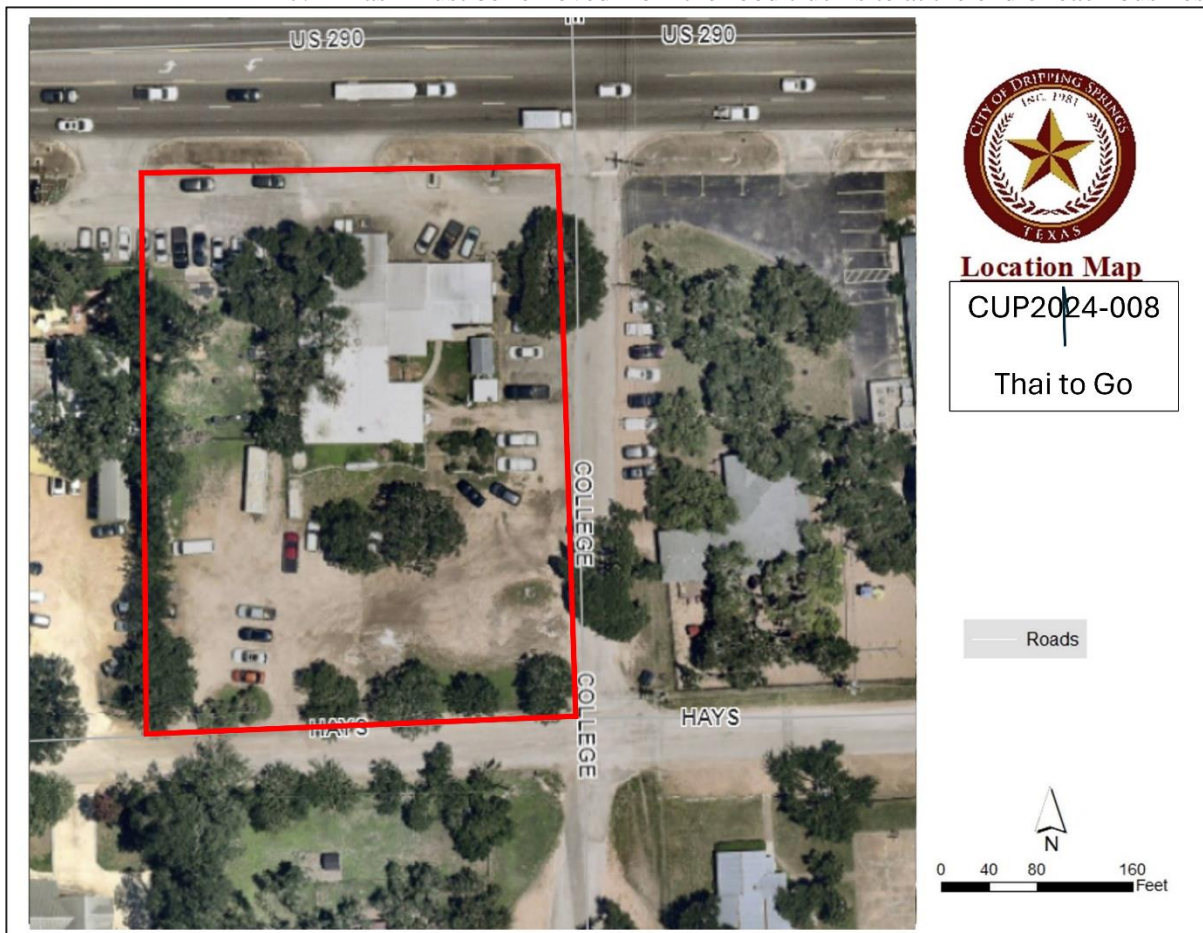 US 290
US 290
CITY OF DRIPPING SPRINGS
INC. 1981
TEXAS
Location Map
CUP2024-008
Thai to Go
COLLEGE
Roads
COLLEGE
HAYS
HAYS
N
0 40 80 160
Feet